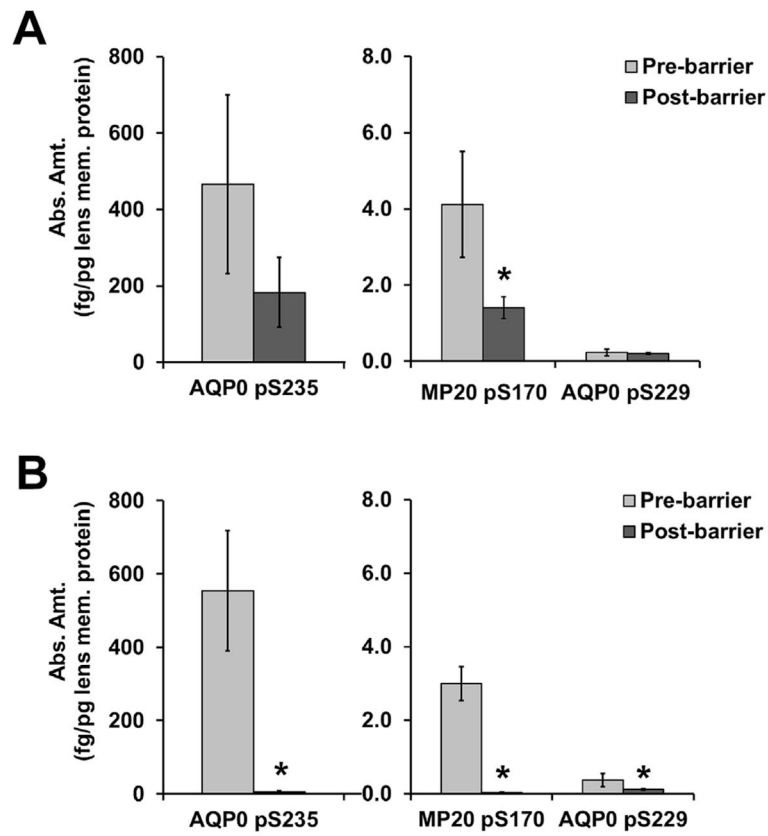 A
Abs. Amt.
(fg/pg lens mem. protein)
800
600
400
200
0
AQP0 pS235
8.0
6.0
4.0
2.0
0.0
*
MP20 pS170
AQP0 pS229
Pre-barrier
Post-barrier
B
Abs. Amt.
(fg/pg lens mem. protein)
800
600
400
200
0
*
AQP0 pS235
8.0
6.0
4.0
2.0
0.0
*
*
MP20 pS170
AQP0 pS229
Pre-barrier
Post-barrier